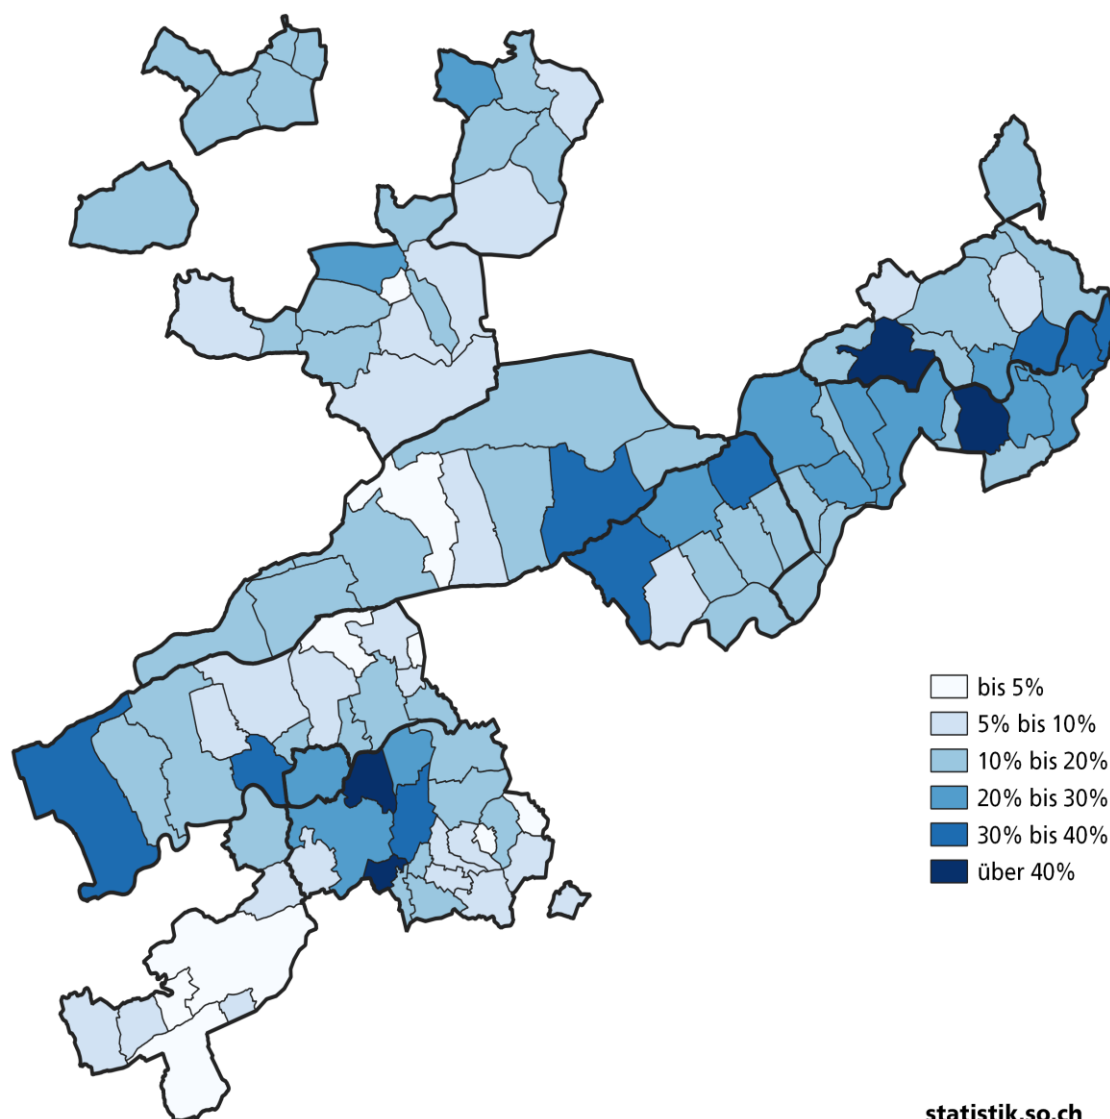 bis 5%
5% bis 10%
10% bis 20%
20% bis 30%
30% bis 40%
über 40%
statistik.so.ch